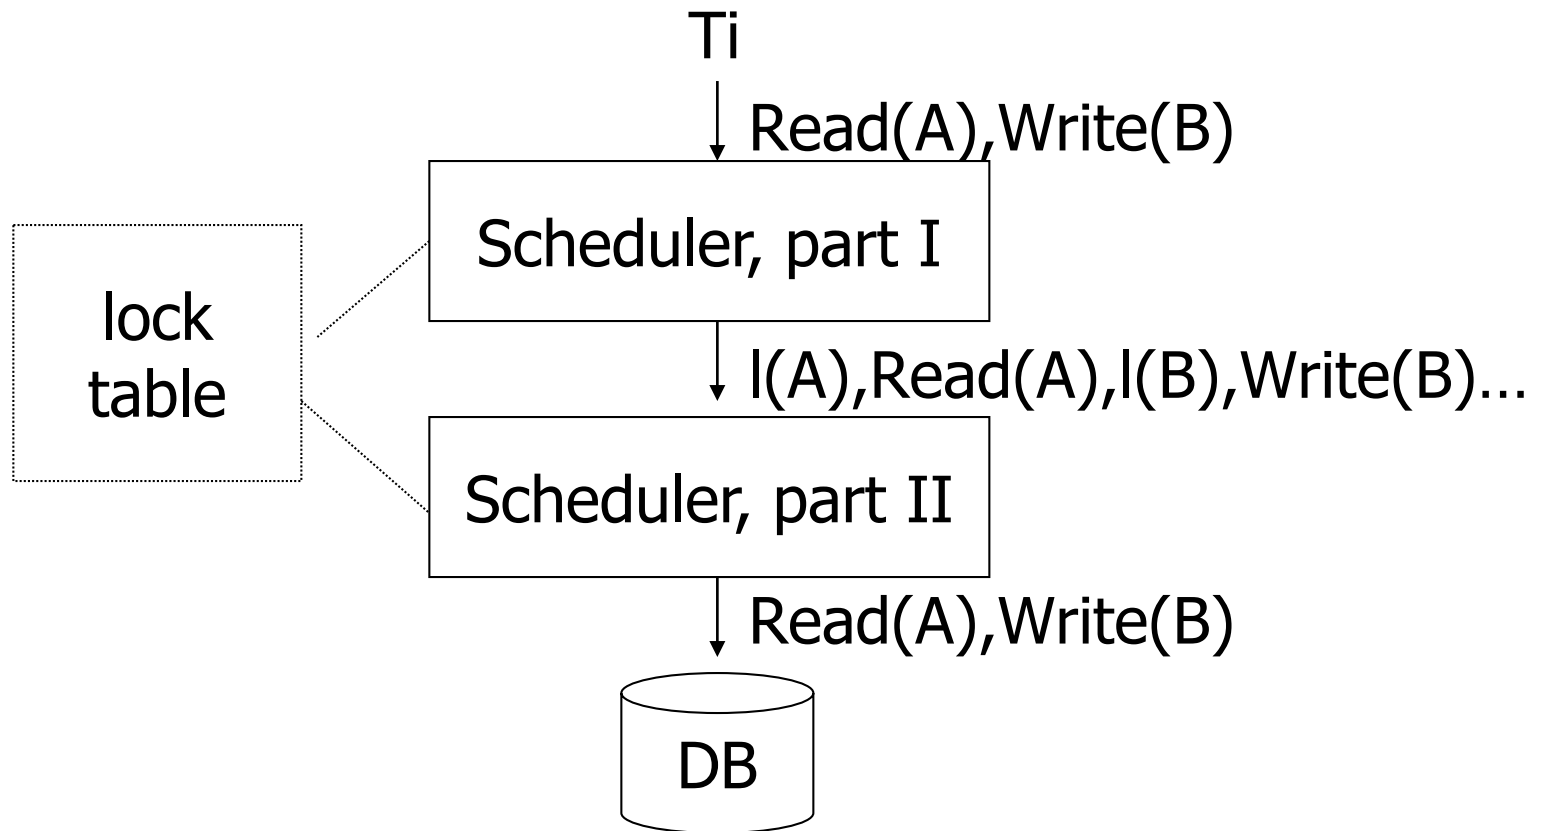 Ti
Read(A),Write(B)
Scheduler, part I
lock
table
l(A),Read(A),l(B),Write(B)...
Scheduler, part II
Read(A),Write(B)
DB